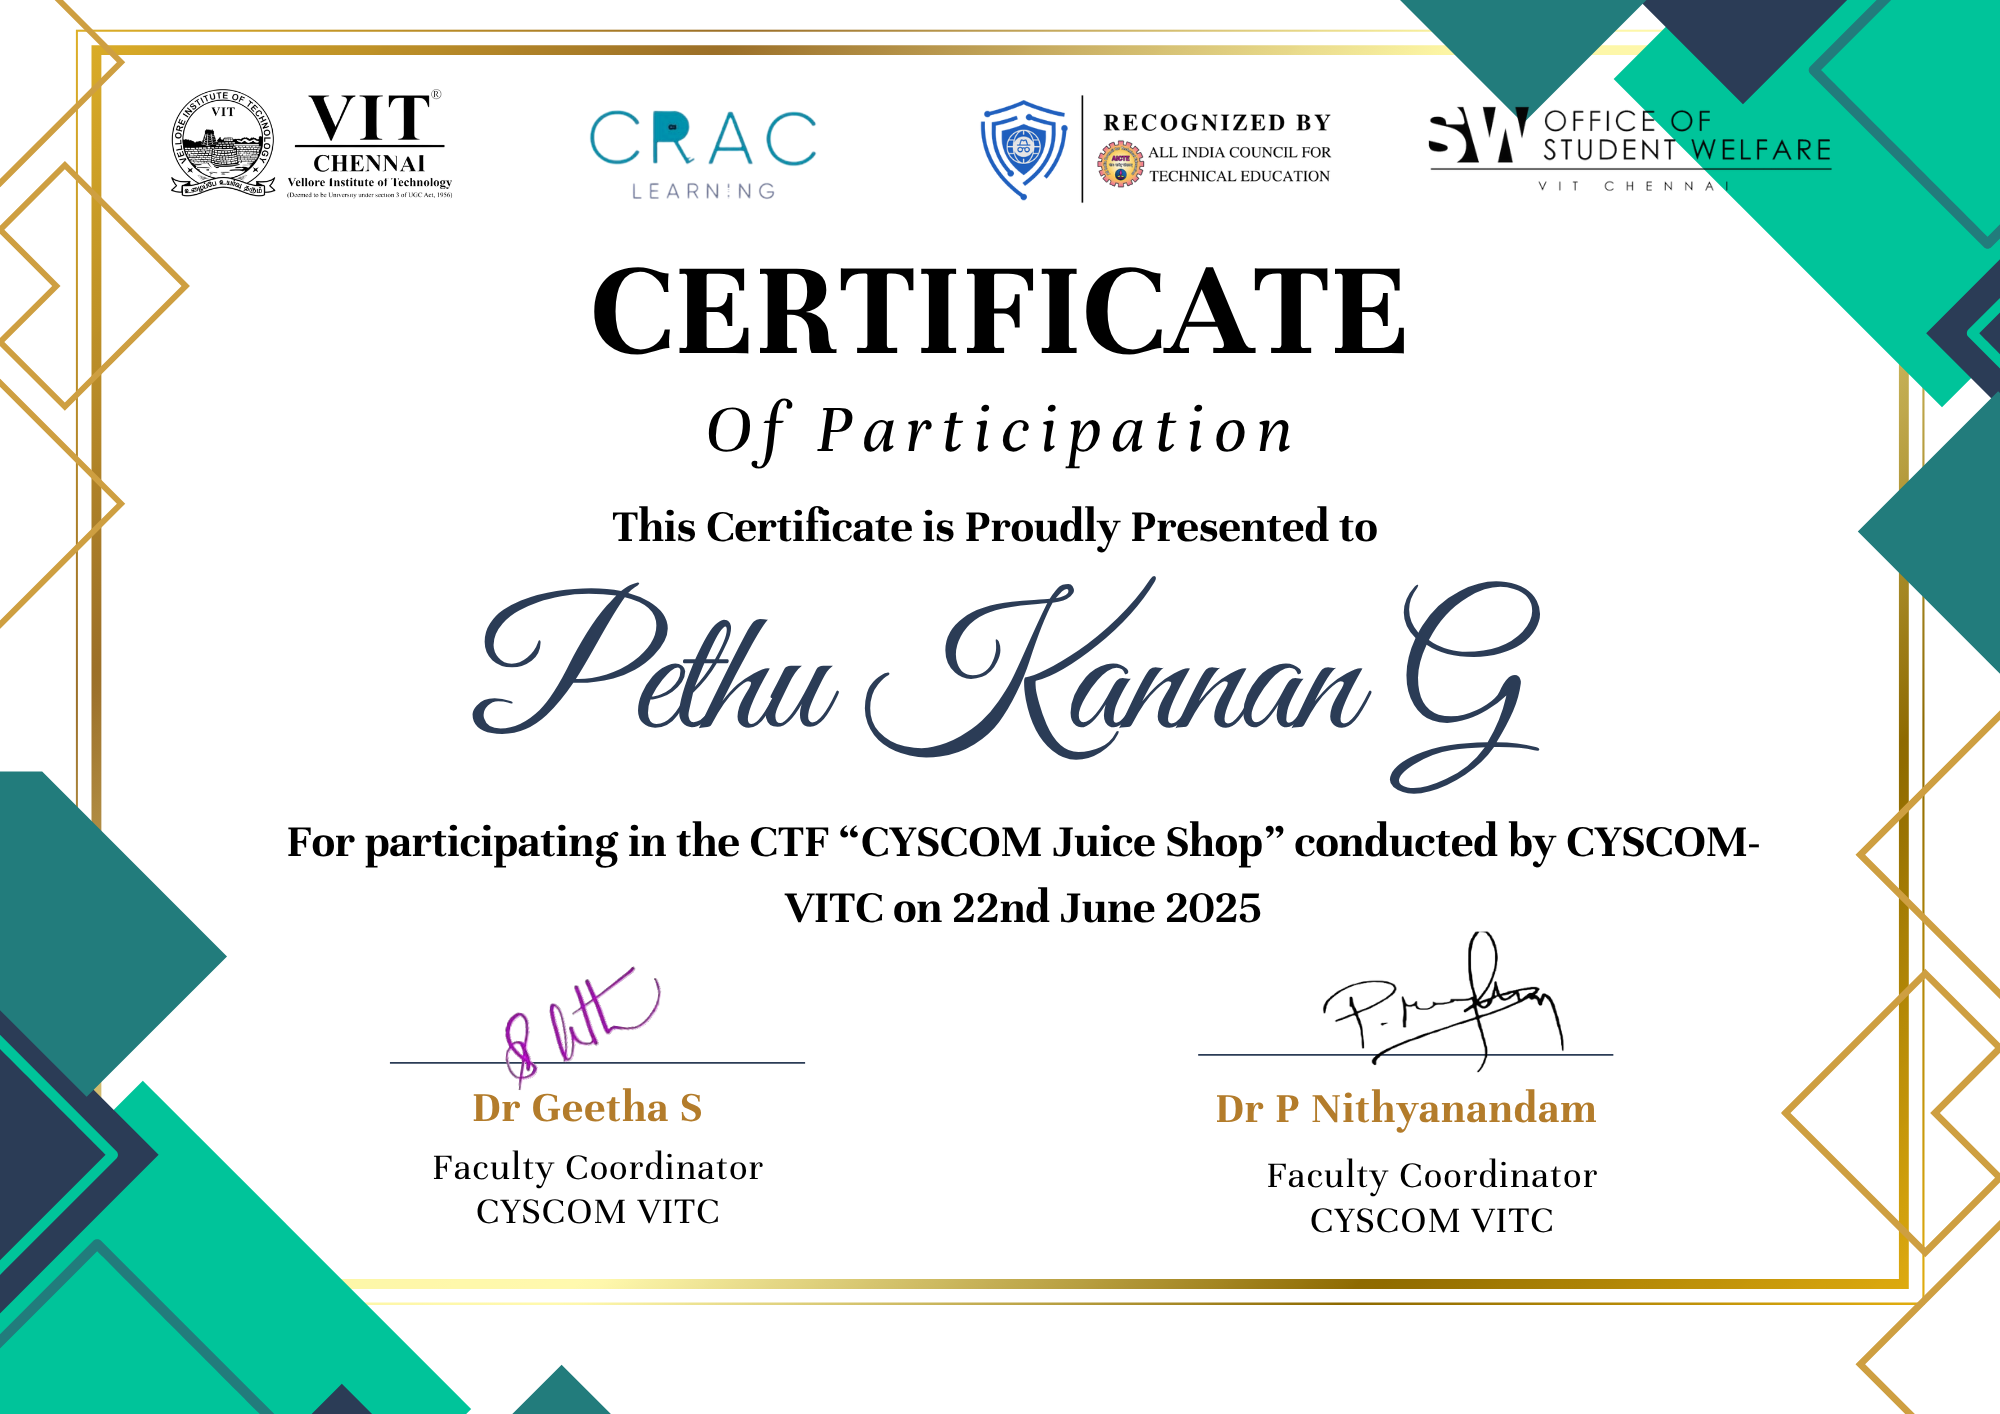 VELLORE INSTITUTE OF TECHNOLOGY
VIT
VIT®
CHENNAI
Vellore Institute of Technology
(Deemed to be University under section 3 of UGC Act, 1956)
CRAC
LEARNING
RECOGNIZED BY
AICTE
ALL INDIA COUNCIL FOR
TECHNICAL EDUCATION
SW
OFFICE OF
STUDENT WELFARE
VIT CHENNAI
CERTIFICATE
Of Participation
This Certificate is Proudly Presented to
Pethu Kannan G
For participating in the CTF “CYSCOM Juice Shop” conducted by CYSCOM-
VITC on 22nd June 2025
Dr Geetha S
Faculty Coordinator
CYSCOM VITC
Dr P Nithyanandam
Faculty Coordinator
CYSCOM VITC